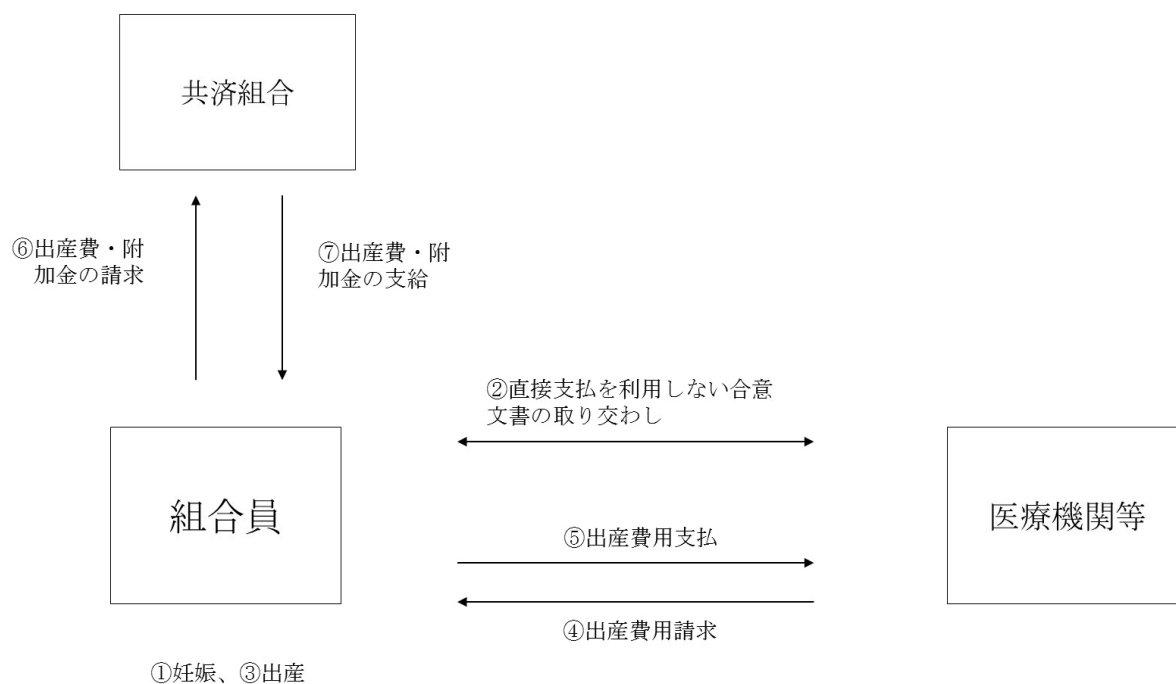 共済組合
⑥出産費・附
加金の請求
⑦出産費・附
加金の支給
②直接支払を利用しない合意
文書の取り交わし
組合員
医療機関等
⑤出産費用支払
④出産費用請求
①妊娠、③出産